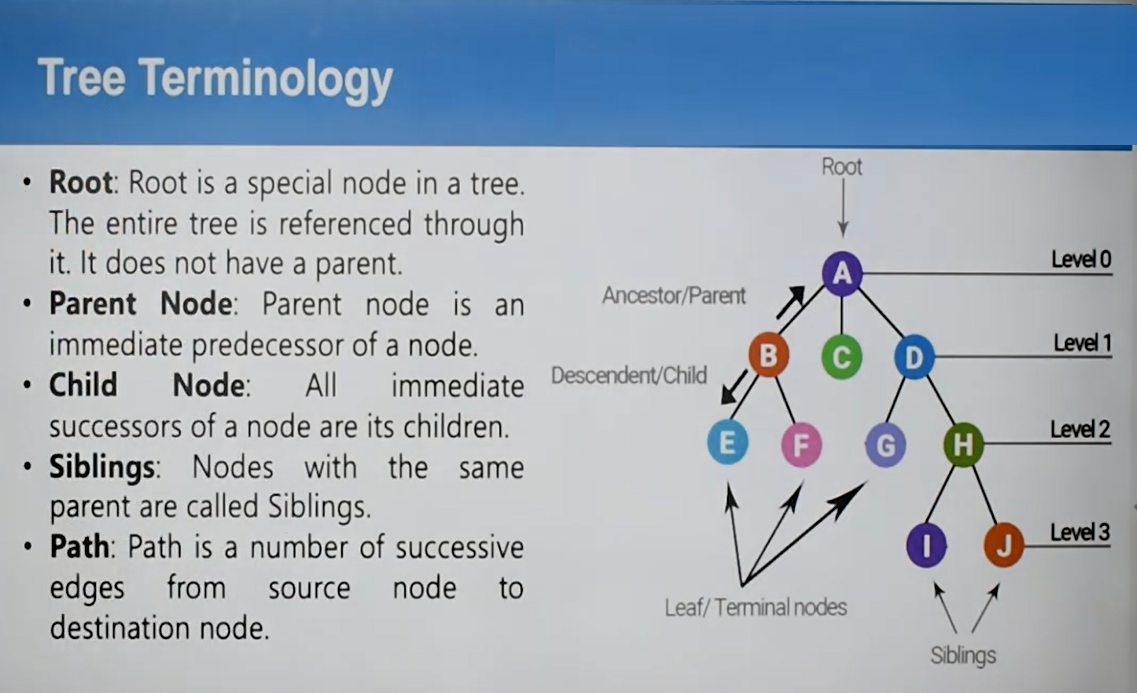 Tree Terminology
• Root: Root is a special node in a tree.
The entire tree is referenced through
it. It does not have a parent.
• Parent Node: Parent node is an
immediate predecessor of a node.
• Child Node: All immediate
successors of a node are its children.
• Siblings: Nodes with the same
parent are called Siblings.
• Path: Path is a number of successive
edges from source node to
destination node.
Root
A
Level 0
Ancestor/Parent
B
C
D
Level 1
Descendent/Child
E
F
G
H
Level 2
I
J
Level 3
Leaf/ Terminal nodes
Siblings